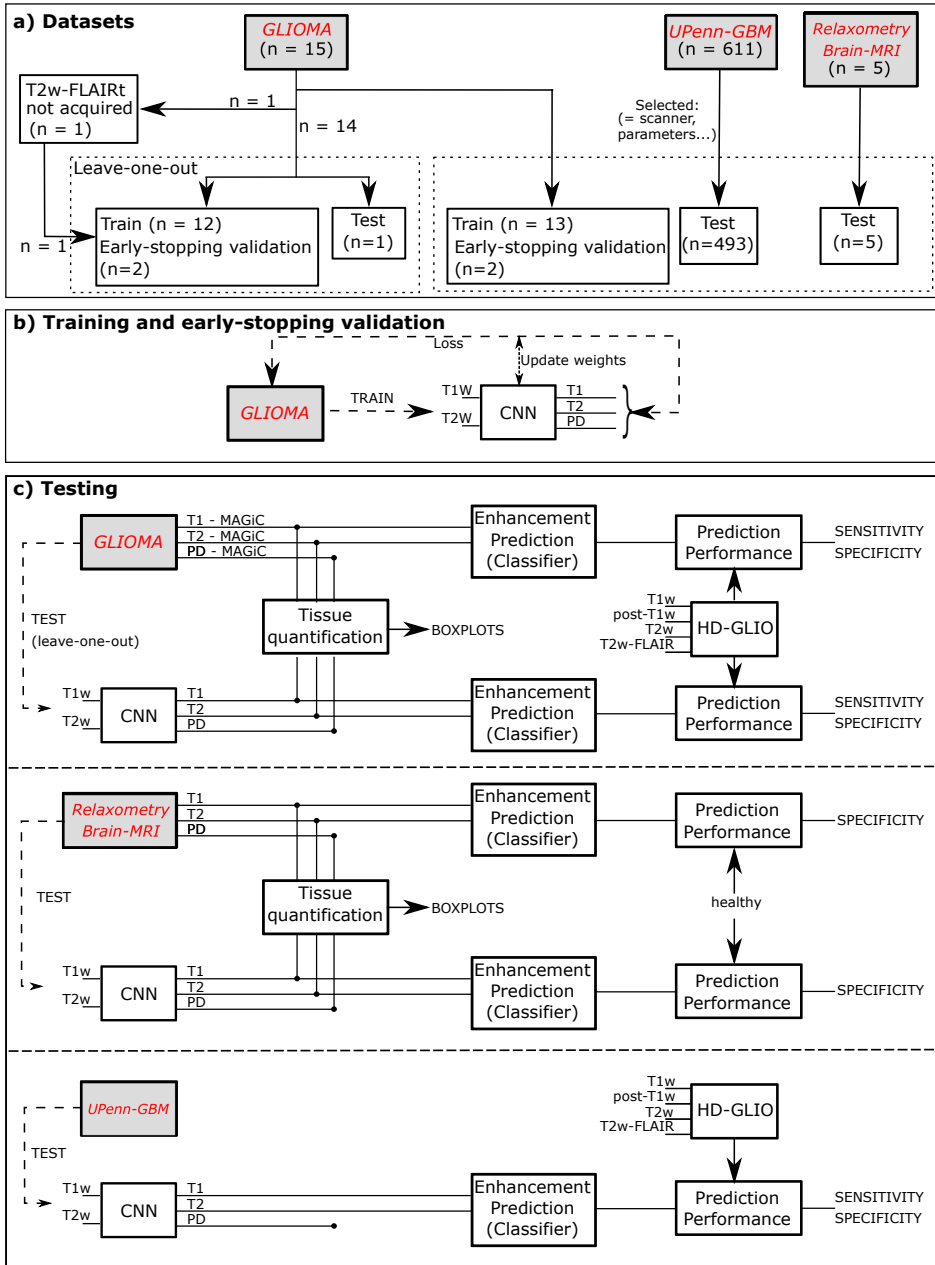 a) Datasets
GLIOMA
(n = 15)
UPenn-GBM
(n = 611)
Relaxometry
Brain-MRI
(n = 5)
T2w-FLAIRt
not acquired
(n = 1)
n = 1
n = 14
Selected:
(= scanner,
parameters...)
Leave-one-out
n = 1
Train (n = 12)
Early-stopping validation
(n=2)
Test
(n=1)
Train (n = 13)
Early-stopping validation
(n=2)
Test
(n=493)
Test
(n=5)
b) Training and early-stopping validation
Loss
Update weights
GLIOMA
TRAIN
T1W
T2W
CNN
T1
T2
PD
c) Testing
GLIOMA
T1 - MAGiC
T2 - MAGiC
PD - MAGiC
Enhancement
Prediction
(Classifier)
Prediction
Performance
SENSITIVITY
SPECIFICITY
TEST
(leave-one-out)
Tissue
quantification
BOXPLOTS
T1w
post-T1w
T2w
T2w-FLAIR
HD-GLIO
T1w
T2w
CNN
T1
T2
PD
Enhancement
Prediction
(Classifier)
Prediction
Performance
SENSITIVITY
SPECIFICITY
Relaxometry
Brain-MRI
T1
T2
PD
Enhancement
Prediction
(Classifier)
Prediction
Performance
SPECIFICITY
TEST
Tissue
quantification
BOXPLOTS
healthy
T1w
T2w
CNN
T1
T2
PD
Enhancement
Prediction
(Classifier)
Prediction
Performance
SPECIFICITY
UPenn-GBM
TEST
T1w
post-T1w
T2w
T2w-FLAIR
HD-GLIO
T1w
T2w
CNN
T1
T2
PD
Enhancement
Prediction
(Classifier)
Prediction
Performance
SENSITIVITY
SPECIFICITY